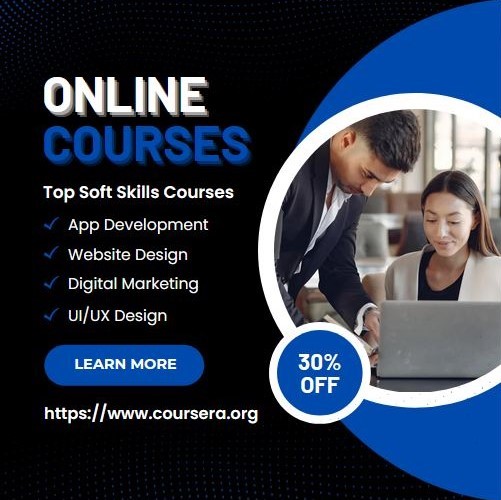 ONLINE
COURSES
Top Soft Skills Courses
App Development
Website Design
Digital Marketing
UI/UX Design
LEARN MORE
30%
OFF
https://www.coursera.org